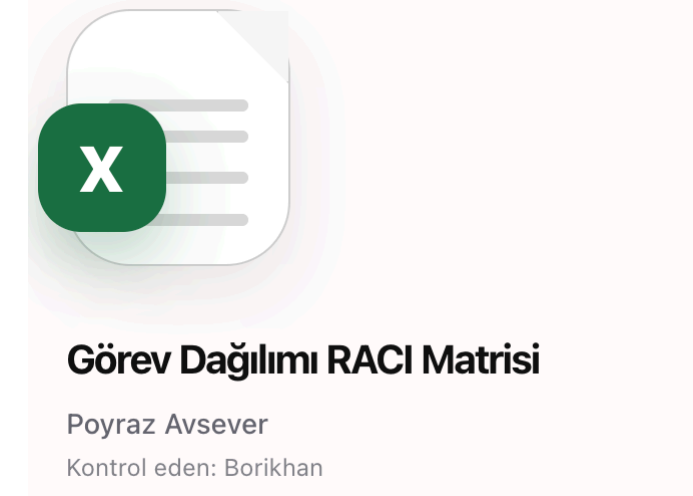 X
Görev Dağılımı RACI Matrisi
Poyraz Avsever
Kontrol eden: Borikhan